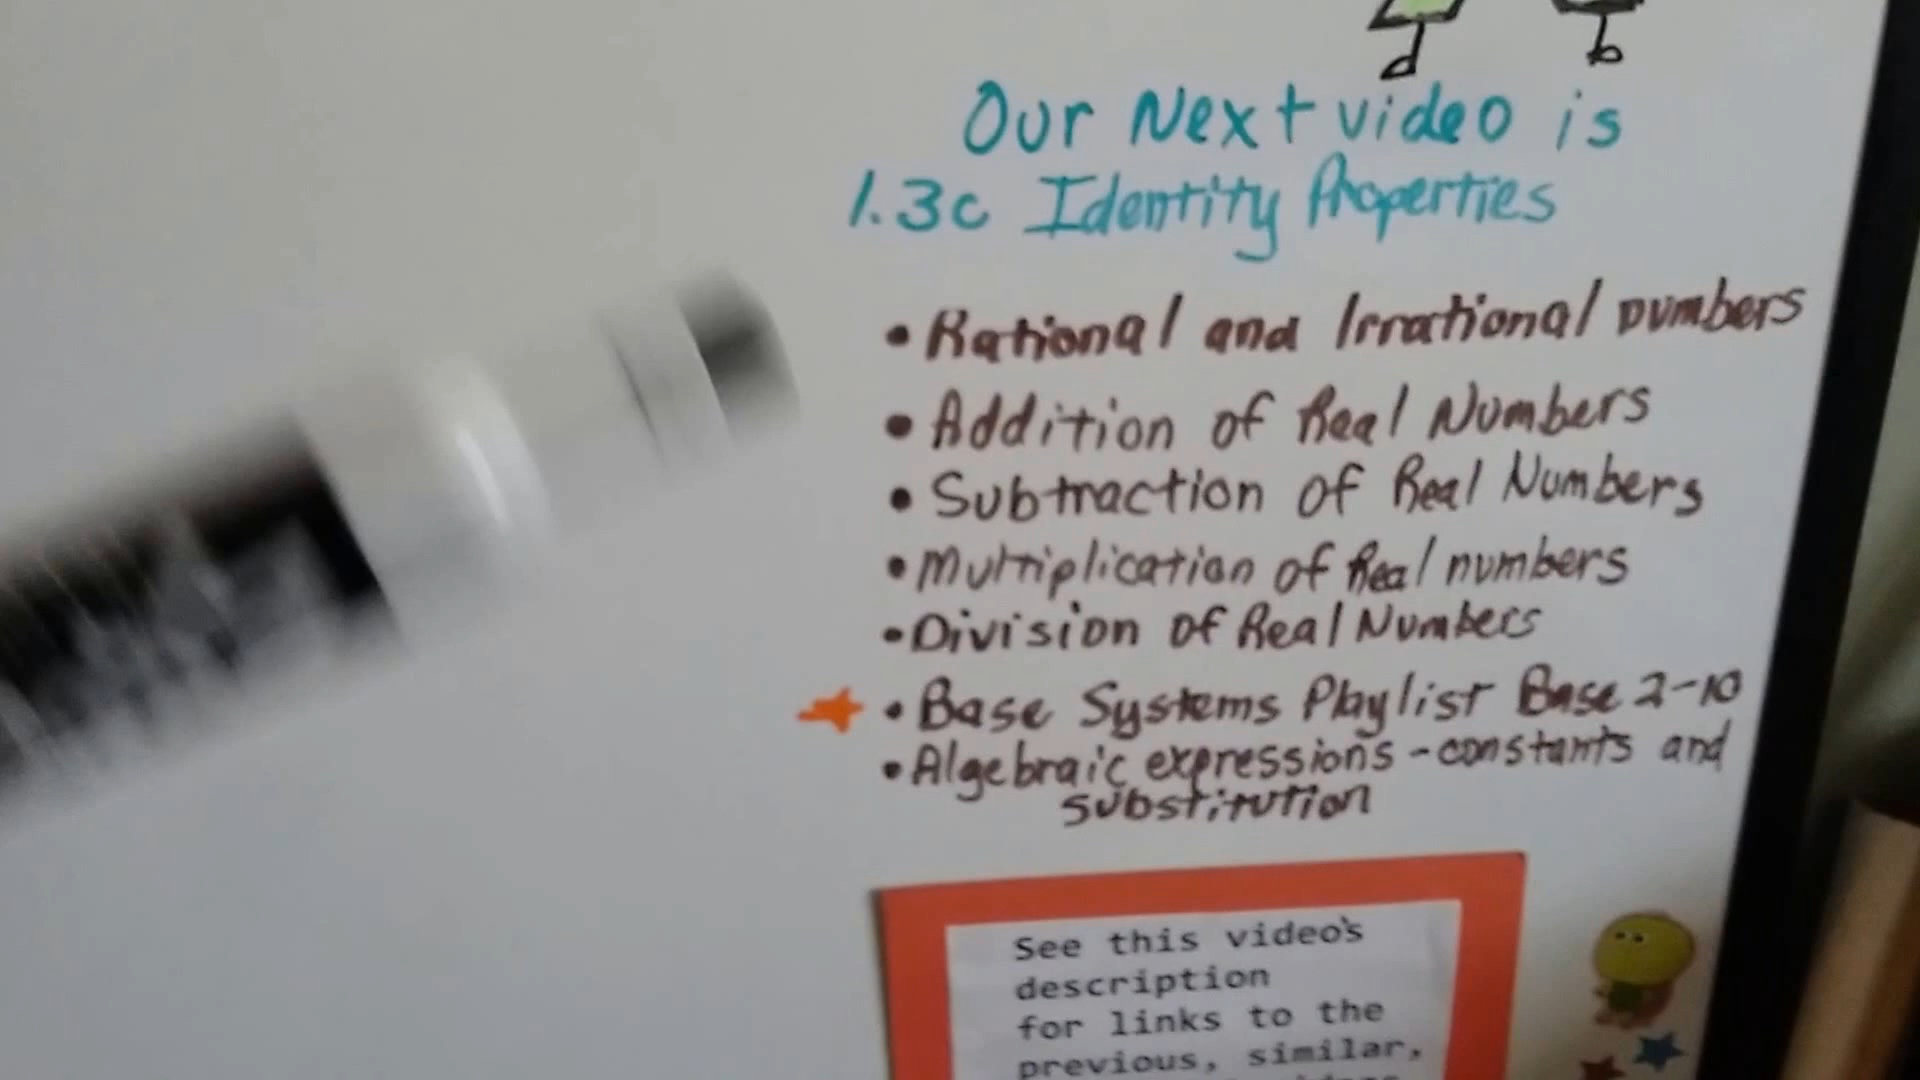 Our Next video is
1.3c Identity Properties
• Rational and Irrational numbers
• Addition of Real Numbers
• Subtraction of Real Numbers
• Multiplication of Real numbers
• Division of Real Numbers
• Base Systems Playlist Base 2-10
• Algebraic expressions - constants and
substitution
See this video's
description
for links to the
previous, similar,